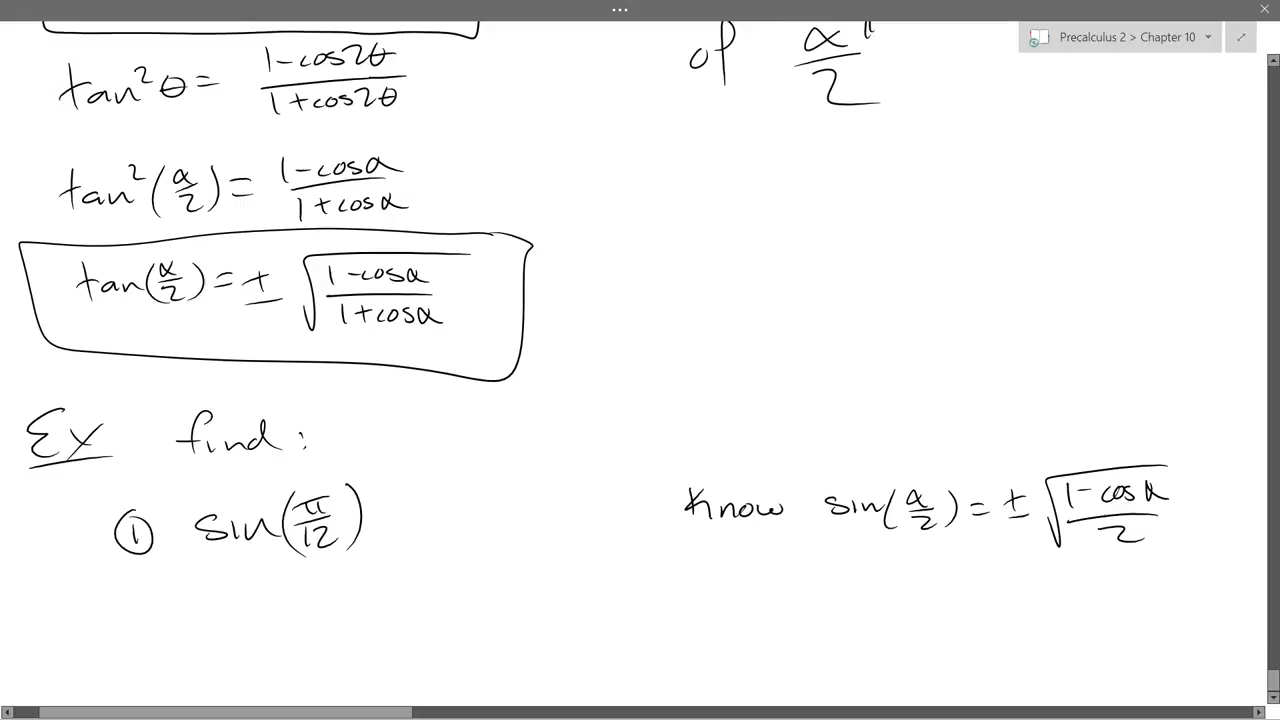 Precalculus 2 > Chapter 10
tan²θ = (1-cos2θ)/(1+cos2θ)
of α/2
tan²(α/2) = (1-cosα)/(1+cosα)
tan(α/2) = ± √((1-cosα)/(1+cosα))
Ex find:
① sin(π/12)
Know sin(α/2) = ± √((1-cosα)/2)